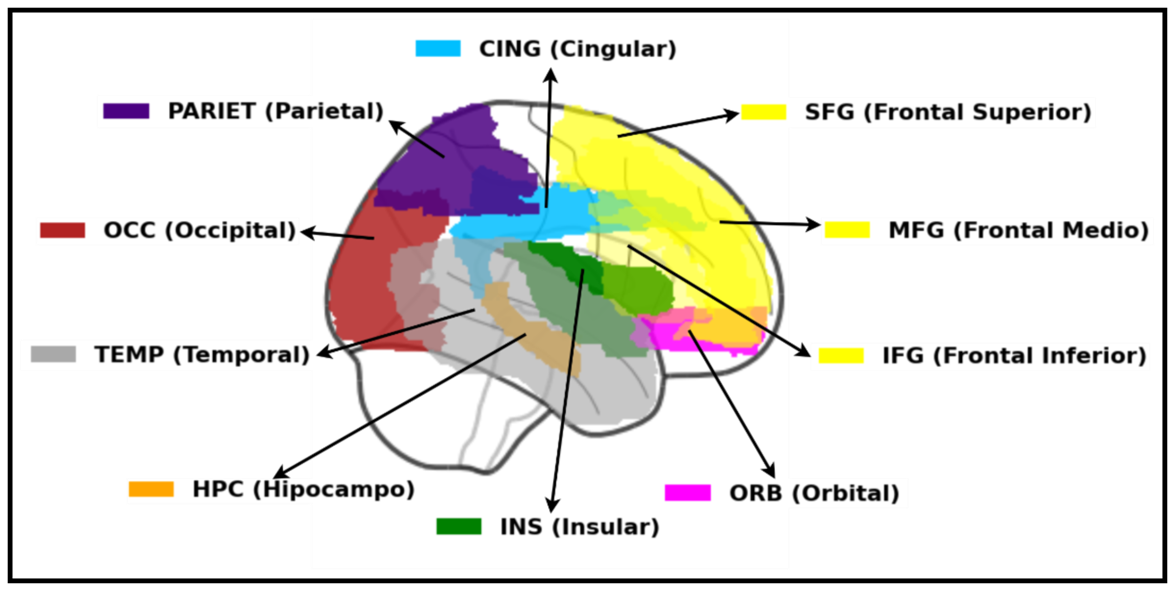 CING (Cingular)
PARIET (Parietal)
SFG (Frontal Superior)
OCC (Occipital)
MFG (Frontal Medio)
TEMP (Temporal)
IFG (Frontal Inferior)
HPC (Hipocampo)
ORB (Orbital)
INS (Insular)